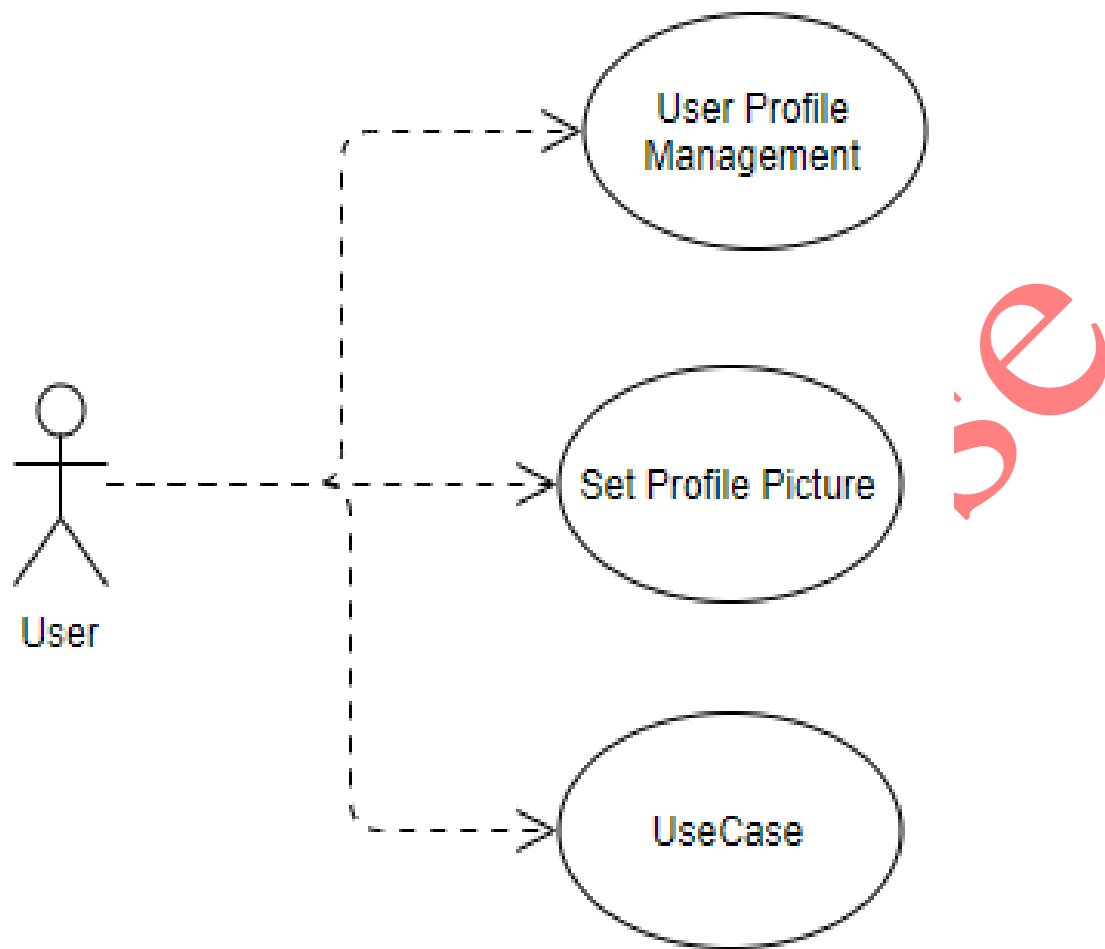 User Profile
Management
Set Profile Picture
User
UseCase